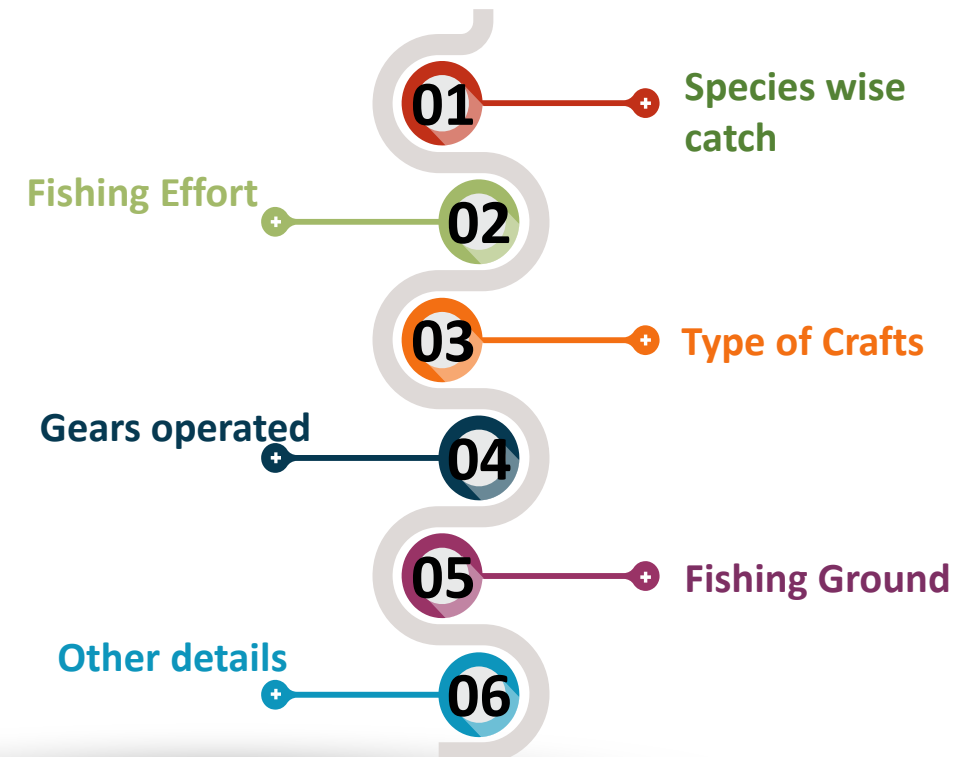 01
Species wise
catch
Fishing Effort
02
03
Type of Crafts
Gears operated
04
05
Fishing Ground
Other details
06